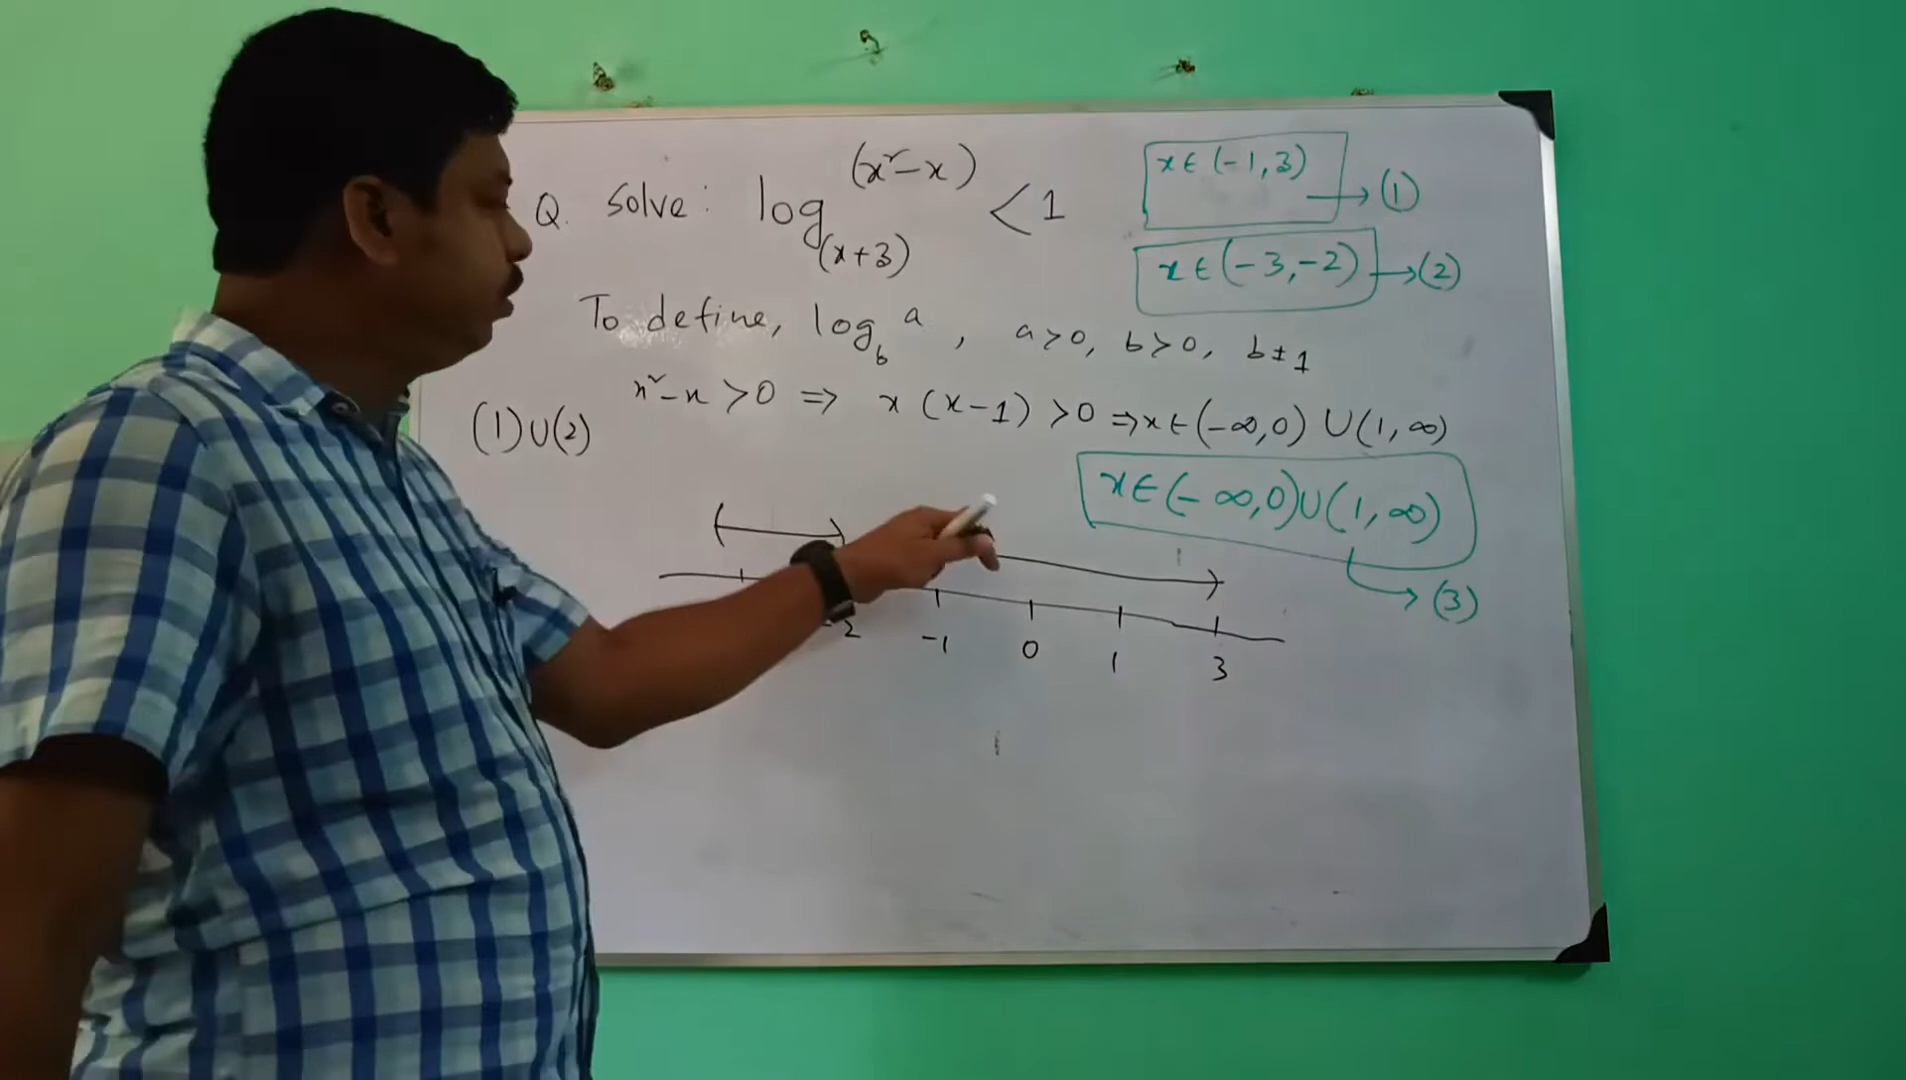 Q. Solve: log(x+3) (x²-x) < 1
x∈(-1,3) → (1)
x∈(-3,-2) → (2)
To define, log_b a, a>0, b>0, b≠1
x²-x>0 ⇒ x(x-1)>0 ⇒ x∈(-∞,0) ∪ (1,∞)
(1)∪(2)
x∈(-∞,0)∪(1,∞)
→ (3)
-2 -1 0 1 3